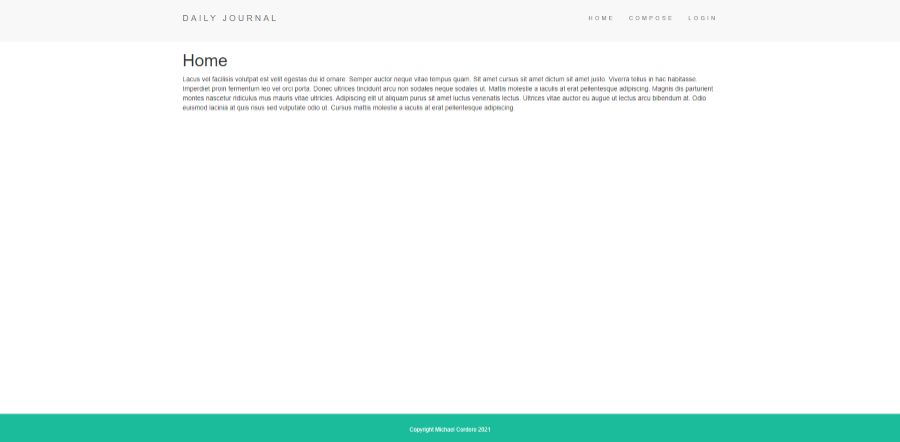 DAILY JOURNAL
HOME COMPOSE LOGIN
Home
Lacus vel facilisis volutpat est velit egestas dui id ornare. Semper auctor neque vitae tempus quam. Sit amet cursus sit amet dictum sit amet justo. Viverra tellus in hac habitasse.
Imperdiet proin fermentum leo vel orci porta. Donec ultrices tincidunt arcu non sodales neque sodales ut. Mattis molestie a iaculis at erat pellentesque adipiscing. Magnis dis parturient
montes nascetur ridiculus mus mauris vitae ultricies. Adipiscing elit ut aliquam purus sit amet luctus venenatis lectus. Ultrices vitae auctor eu augue ut lectus arcu bibendum at. Odio
euismod lacinia at quis risus sed vulputate odio ut. Cursus mattis molestie a iaculis at erat pellentesque adipiscing.
Copyright Michael Cordero 2021